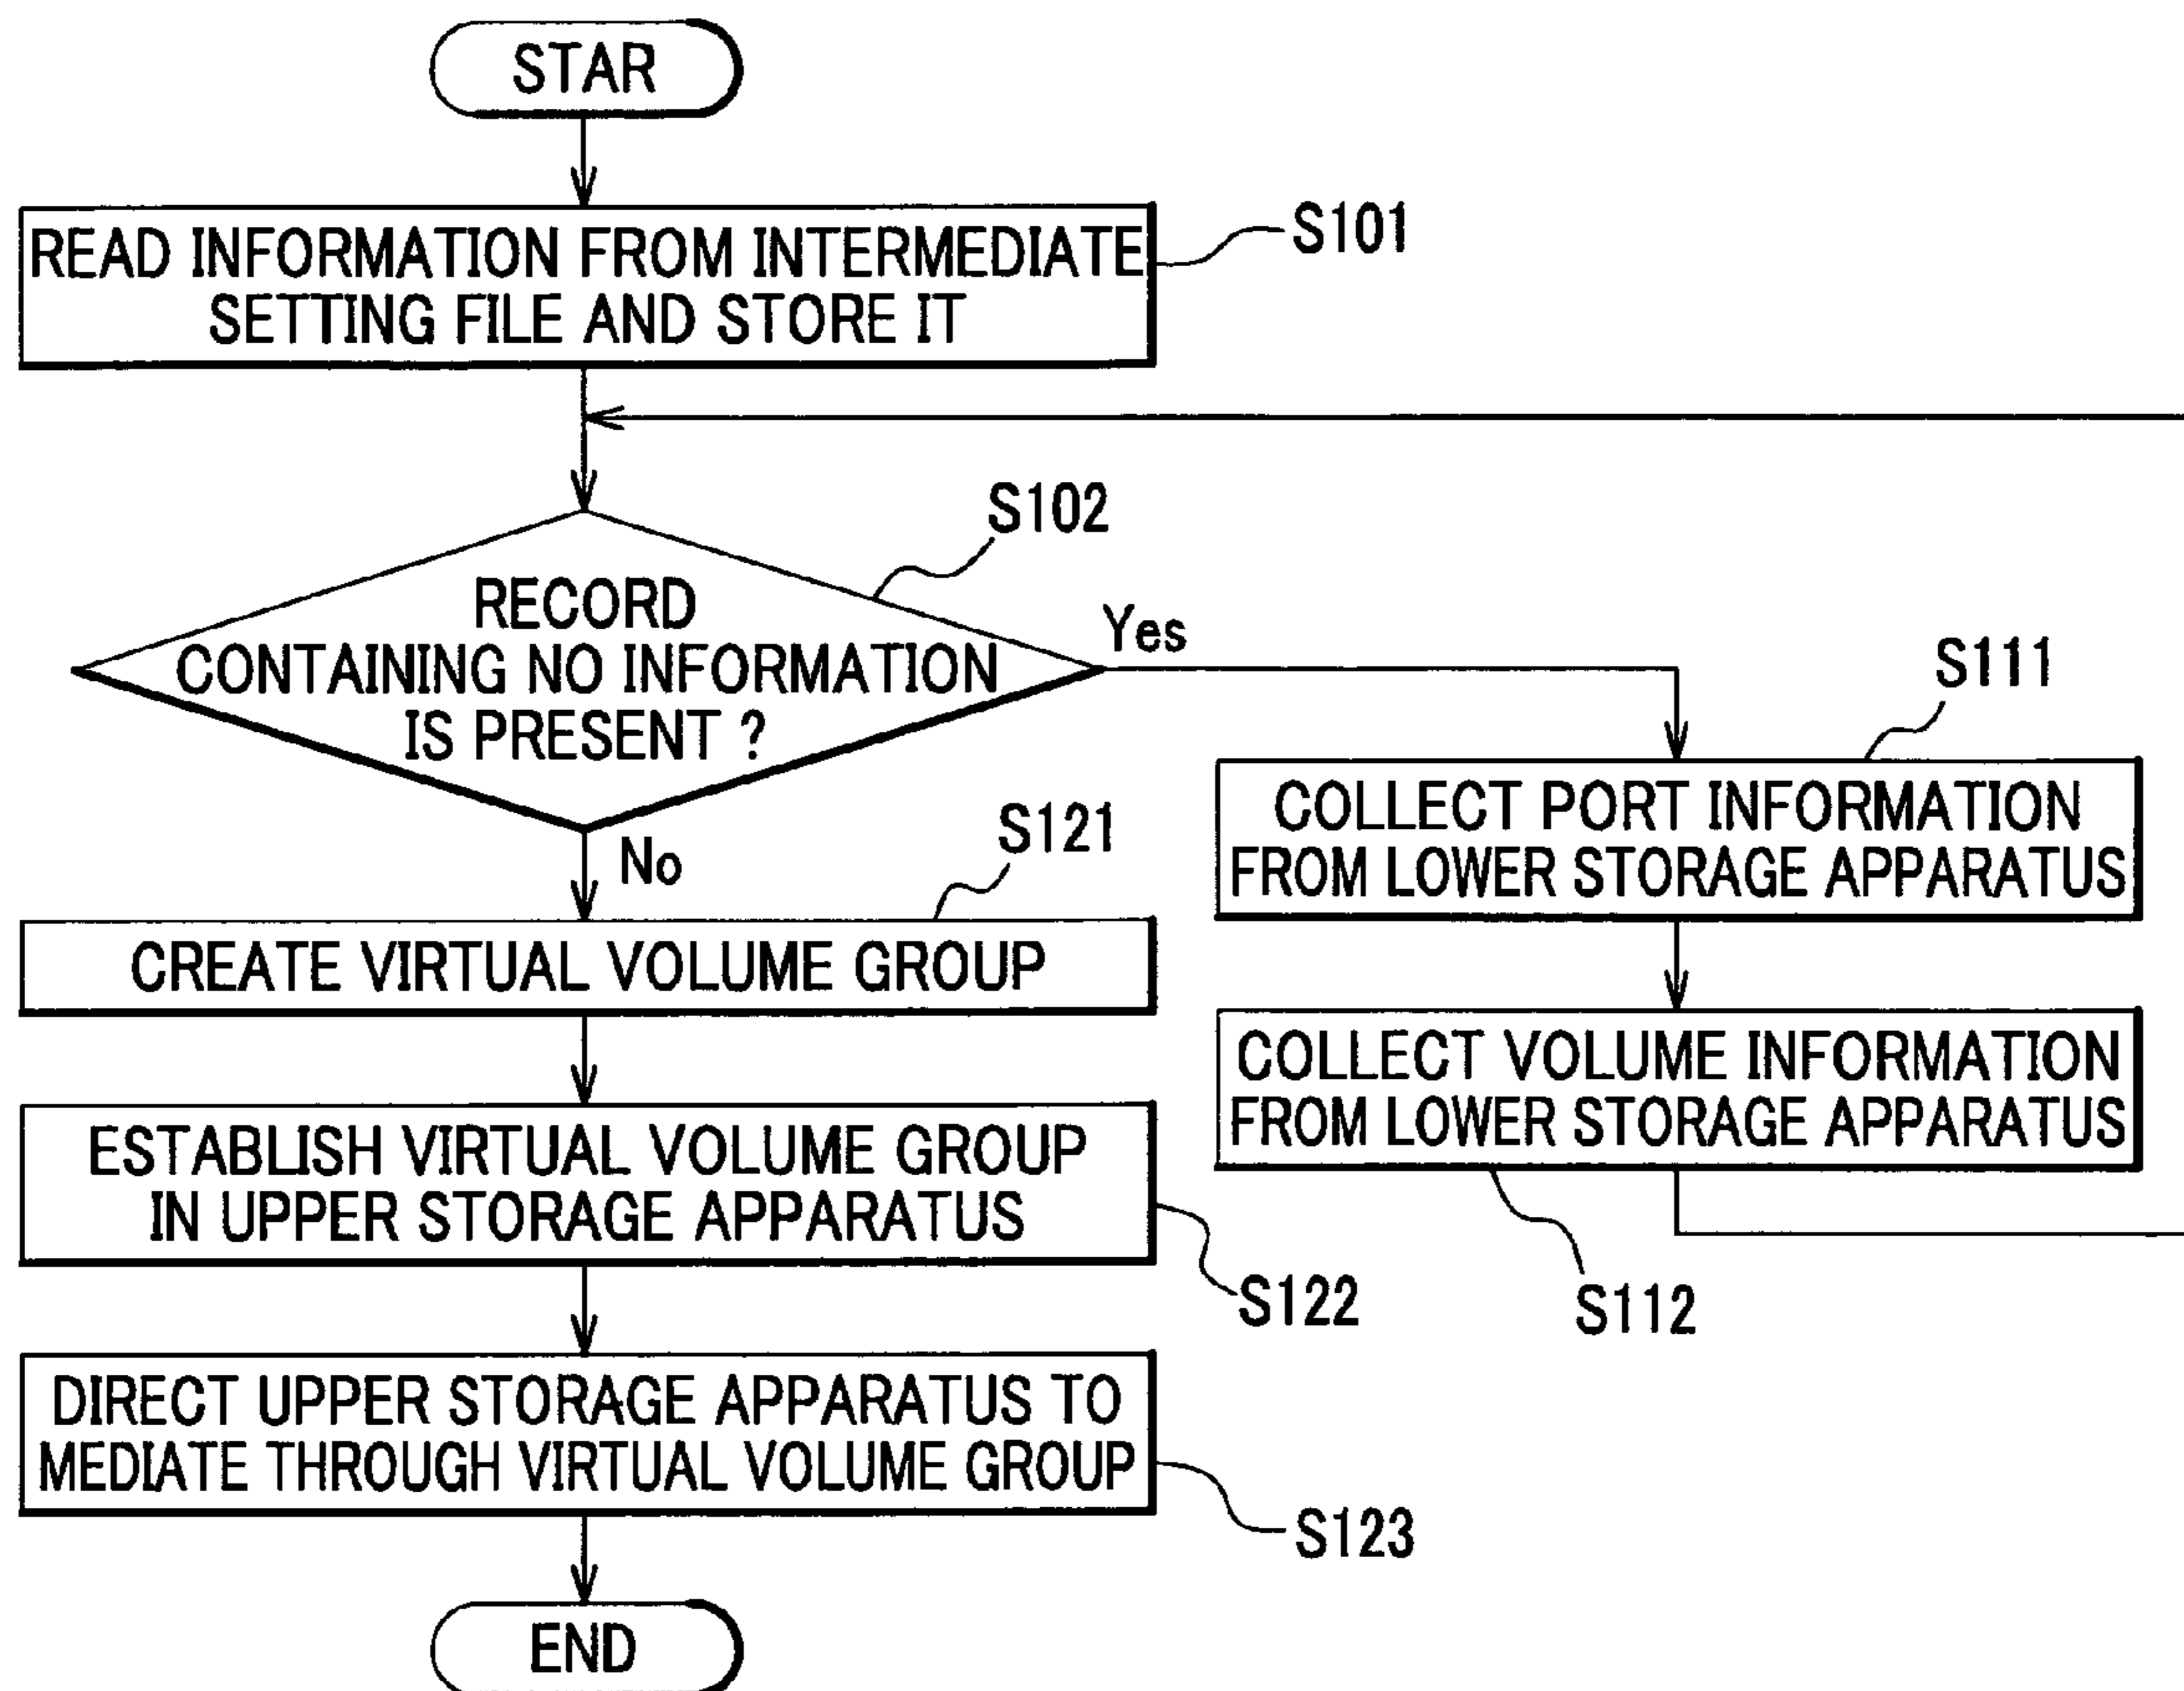 STAR
READ INFORMATION FROM INTERMEDIATE
SETTING FILE AND STORE IT
S101
S102
RECORD
CONTAINING NO INFORMATION
IS PRESENT ?
Yes
No
S111
COLLECT PORT INFORMATION
FROM LOWER STORAGE APPARATUS
COLLECT VOLUME INFORMATION
FROM LOWER STORAGE APPARATUS
S112
S121
CREATE VIRTUAL VOLUME GROUP
ESTABLISH VIRTUAL VOLUME GROUP
IN UPPER STORAGE APPARATUS
S122
DIRECT UPPER STORAGE APPARATUS TO
MEDIATE THROUGH VIRTUAL VOLUME GROUP
S123
END